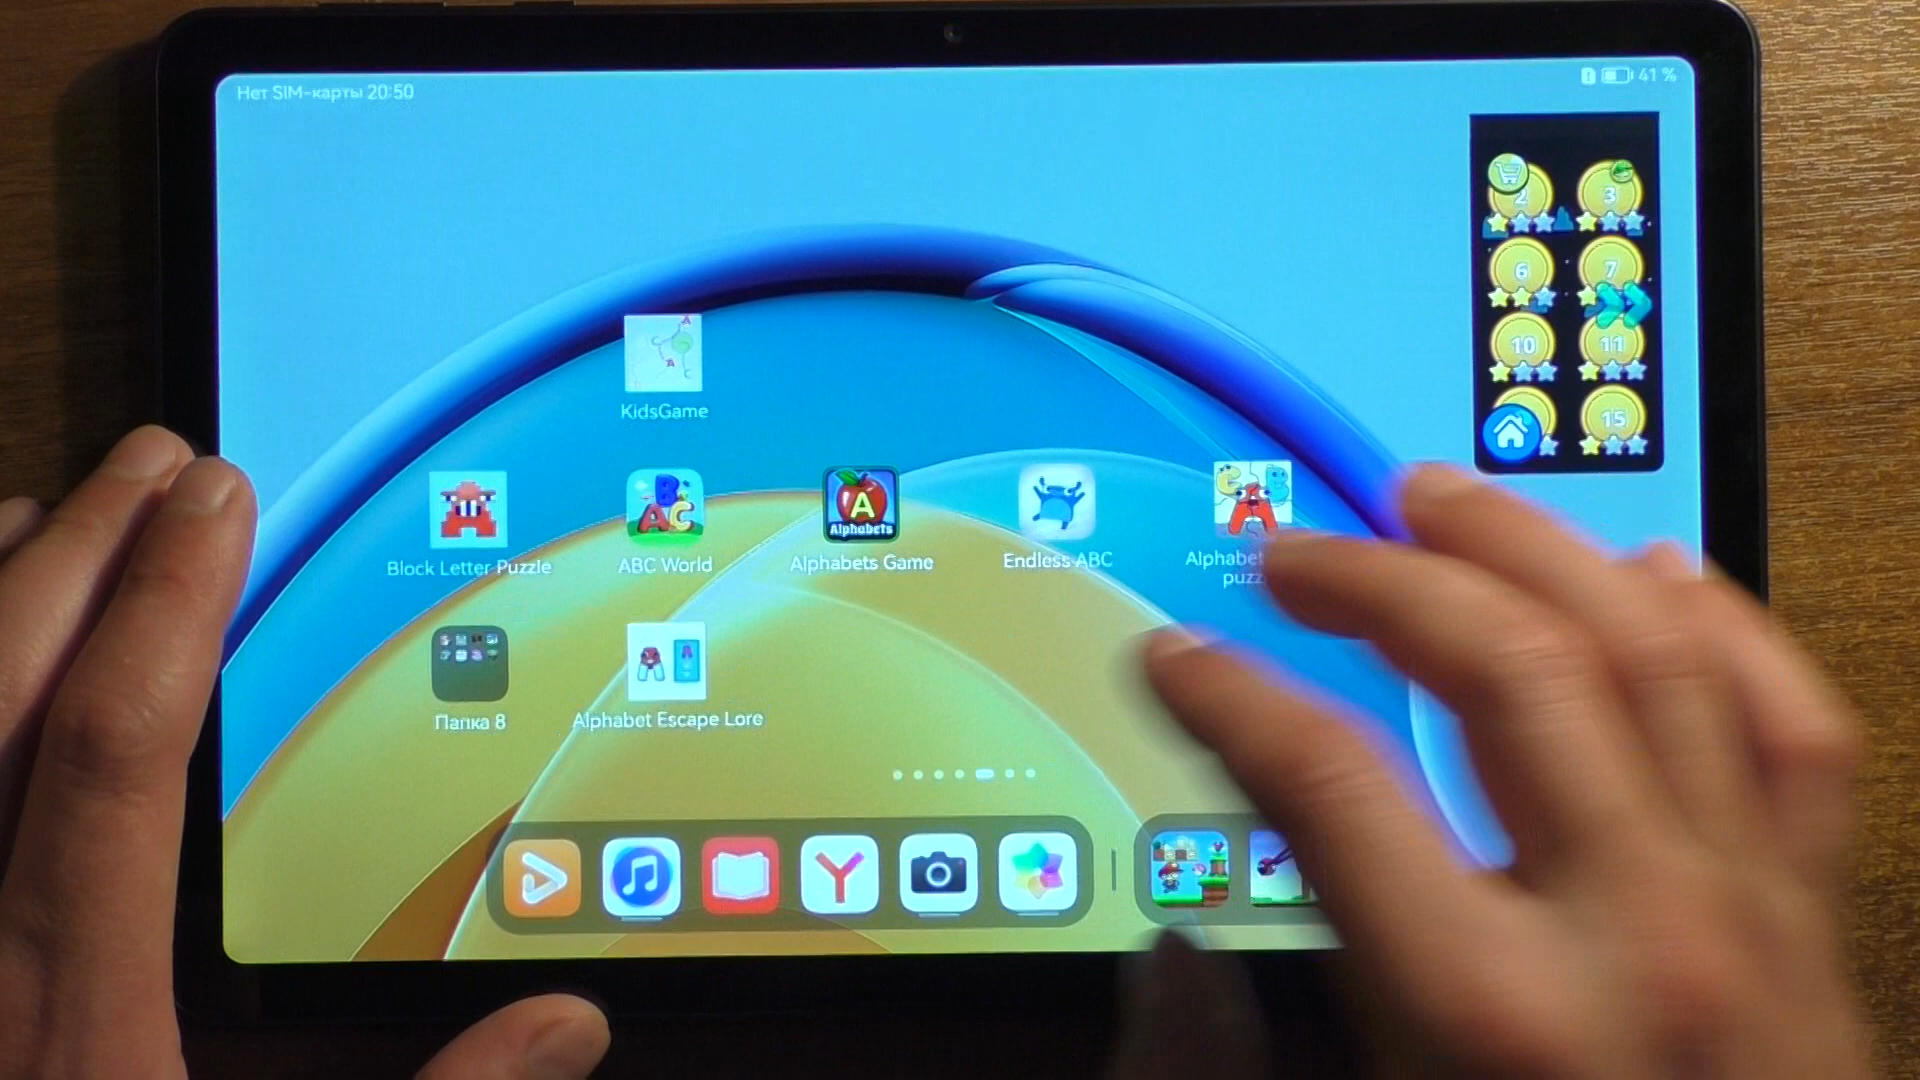 Нет SIM-карты 20:50
41 %
2
3
6
7
10
11
15
KidsGame
A
Alphabets
Block Letter Puzzle
ABC World
Alphabets Game
Endless ABC
Папка 8
Alphabet Escape Lore